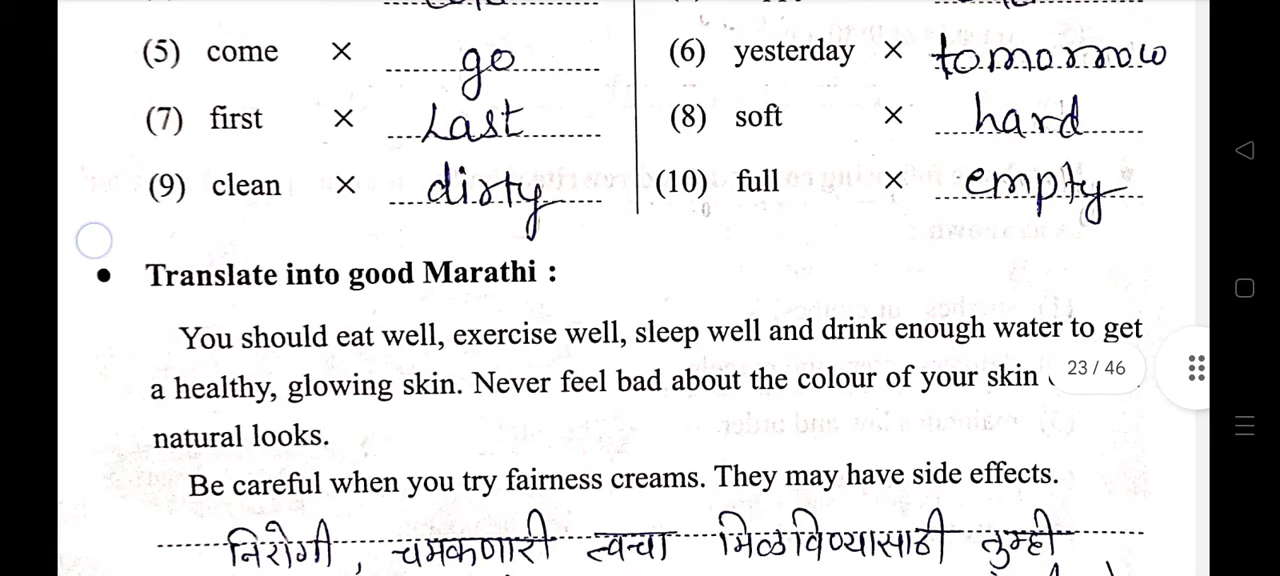 (5) come × go (6) yesterday × tomorrow
(7) first × Last (8) soft × hard
(9) clean × dirty (10) full × empty
• Translate into good Marathi :
You should eat well, exercise well, sleep well and drink enough water to get
a healthy, glowing skin. Never feel bad about the colour of your skin
23 / 46
natural looks.
Be careful when you try fairness creams. They may have side effects.
निरोगी, चमकणारी त्वचा मिळविण्यासाठी तुम्ही